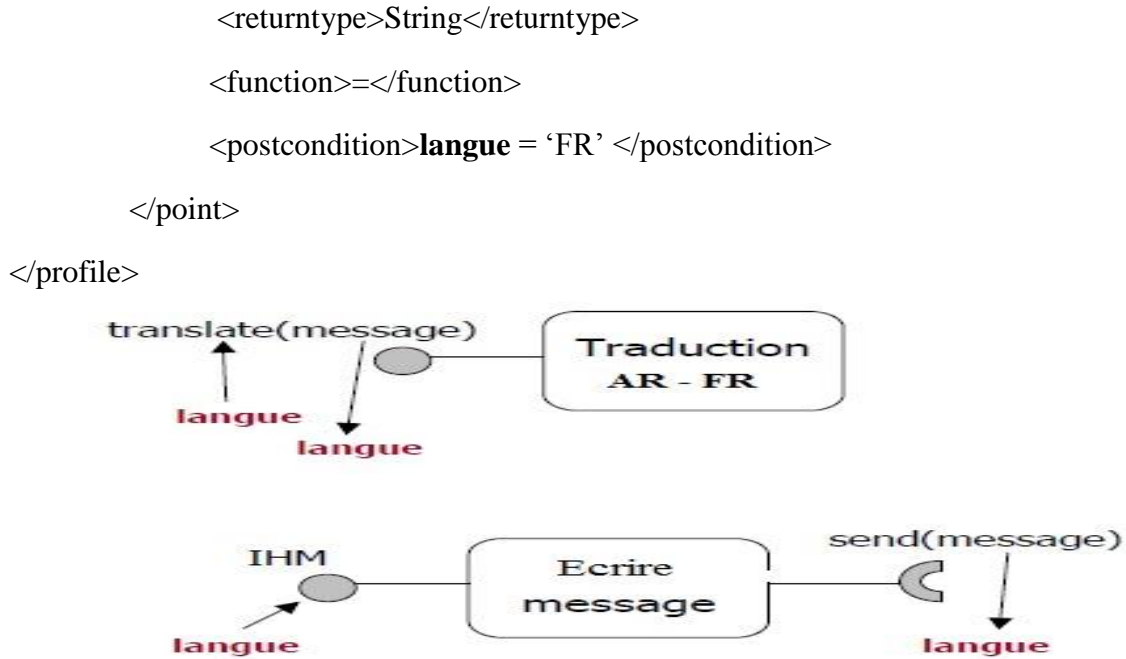 <returntype>String</returntype>
<function>=</function>
<postcondition>langue = ‘FR’ </postcondition>
</point>
</profile>
translate(message)
Traduction
AR - FR
langue
langue
IHM
Ecrire
message
send(message)
langue
langue